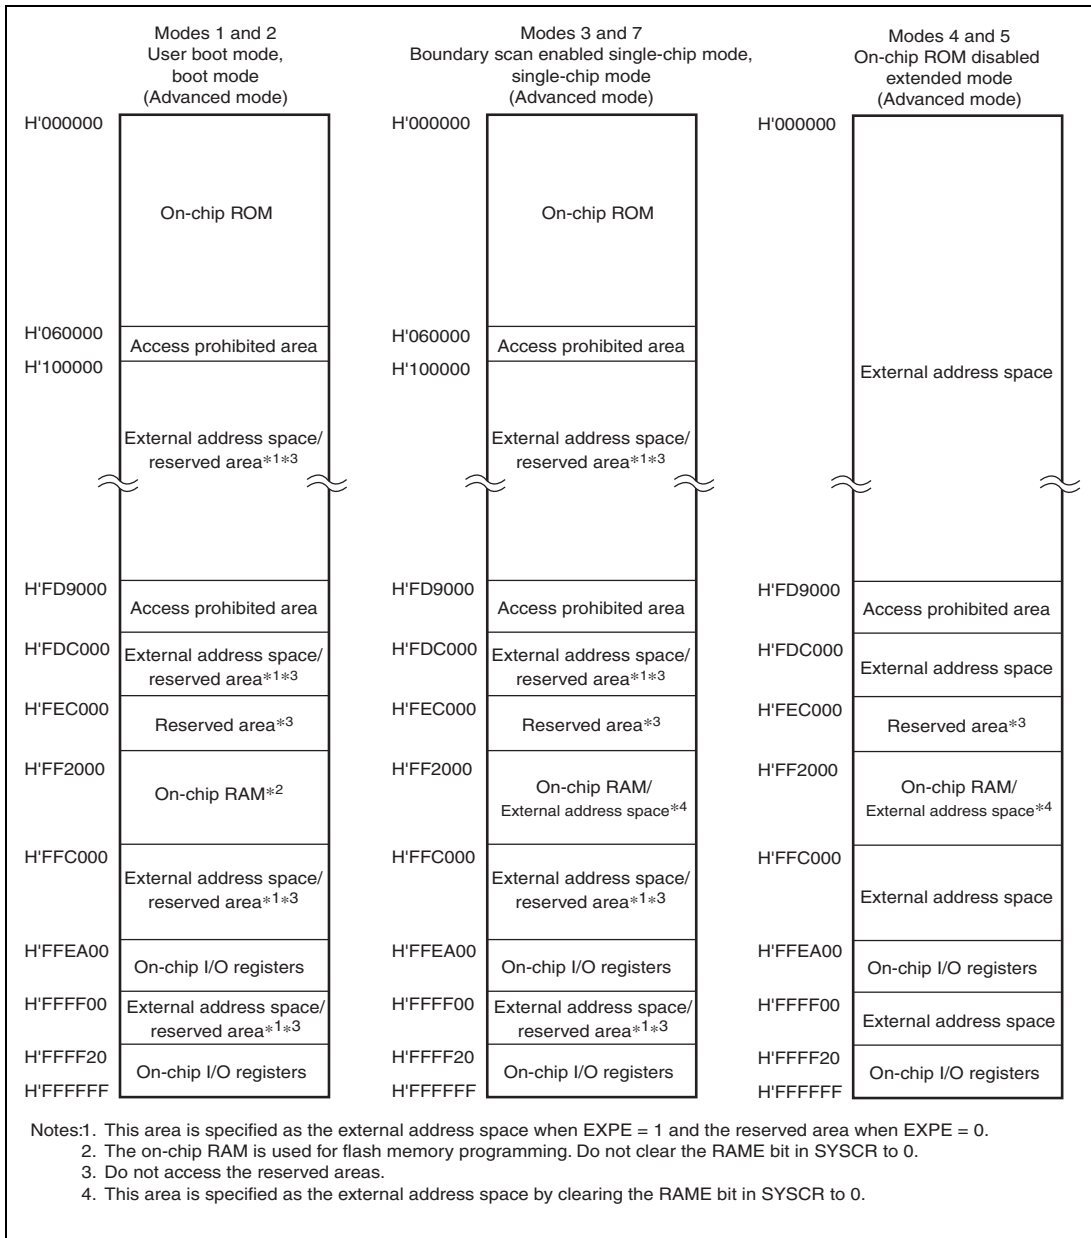 Modes 1 and 2
User boot mode,
boot mode
(Advanced mode)
H'000000
On-chip ROM
H'060000
Access prohibited area
H'100000
External address space/
reserved area*1*3
H'FD9000
Access prohibited area
H'FDC000
External address space/
reserved area*1*3
H'FEC000
Reserved area*3
H'FF2000
On-chip RAM*2
H'FFC000
External address space/
reserved area*1*3
H'FFEA00
On-chip I/O registers
H'FFFF00
External address space/
reserved area*1*3
H'FFFF20
On-chip I/O registers
H'FFFFFF
Modes 3 and 7
Boundary scan enabled single-chip mode,
single-chip mode
(Advanced mode)
H'000000
On-chip ROM
H'060000
Access prohibited area
H'100000
External address space/
reserved area*1*3
H'FD9000
Access prohibited area
H'FDC000
External address space/
reserved area*1*3
H'FEC000
Reserved area*3
H'FF2000
On-chip RAM/
External address space*4
H'FFC000
External address space/
reserved area*1*3
H'FFEA00
On-chip I/O registers
H'FFFF00
External address space/
reserved area*1*3
H'FFFF20
On-chip I/O registers
H'FFFFFF
Modes 4 and 5
On-chip ROM disabled
extended mode
(Advanced mode)
H'000000
External address space
H'FD9000
Access prohibited area
H'FDC000
External address space
H'FEC000
Reserved area*3
H'FF2000
On-chip RAM/
External address space*4
H'FFC000
External address space
H'FFEA00
On-chip I/O registers
H'FFFF00
External address space
H'FFFF20
On-chip I/O registers
H'FFFFFF
Notes:1. This area is specified as the external address space when EXPE = 1 and the reserved area when EXPE = 0.
2. The on-chip RAM is used for flash memory programming. Do not clear the RAME bit in SYSCR to 0.
3. Do not access the reserved areas.
4. This area is specified as the external address space by clearing the RAME bit in SYSCR to 0.